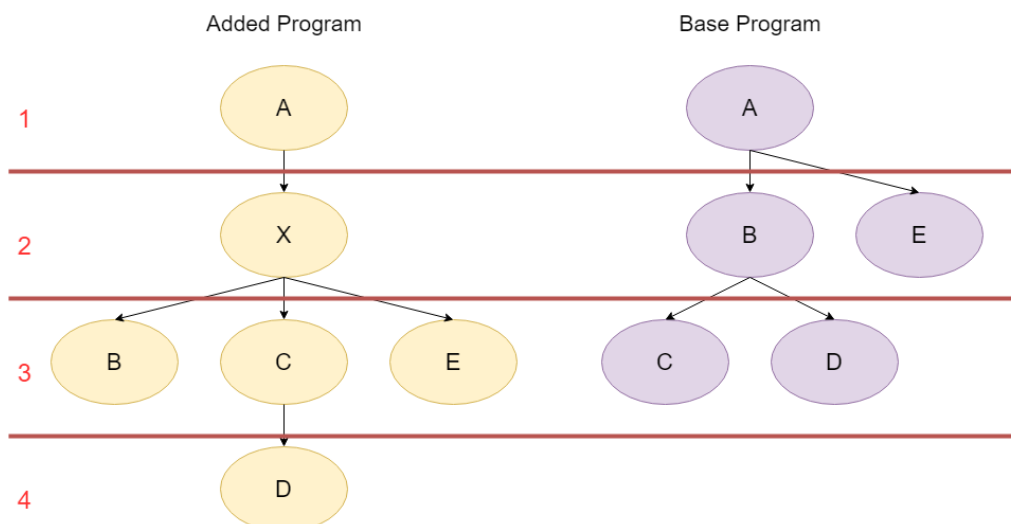 Added Program Base Program
1 A A
2 X B E
3 B C E C D
4 D